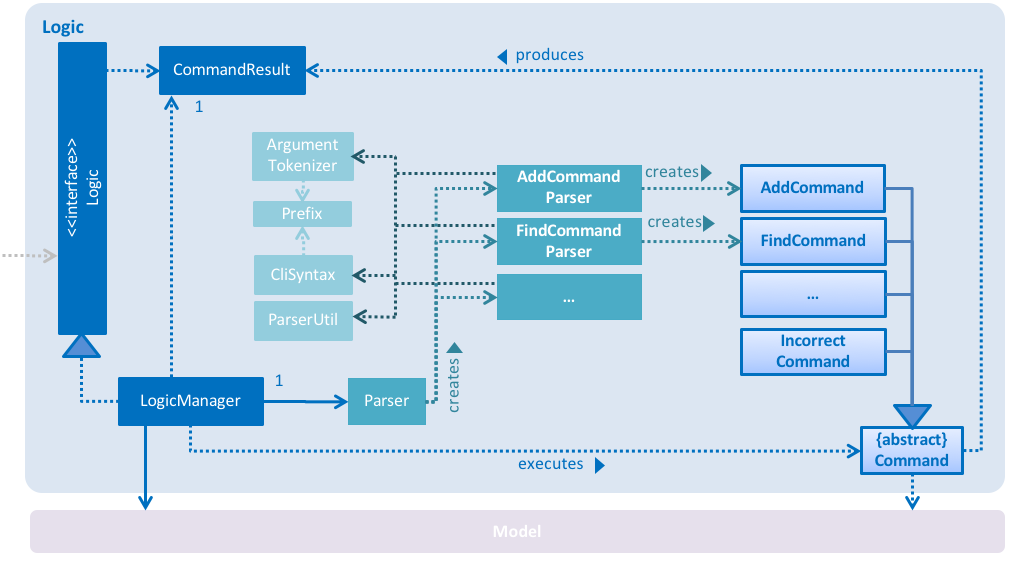 Logic
<<interface>>
Logic
CommandResult
produces
1
Argument
Tokenizer
Prefix
CliSyntax
ParserUtil
AddCommand
Parser
FindCommand
Parser
...
creates
creates
AddCommand
FindCommand
...
Incorrect
Command
LogicManager
1
Parser
creates
executes
{abstract}
Command
Model